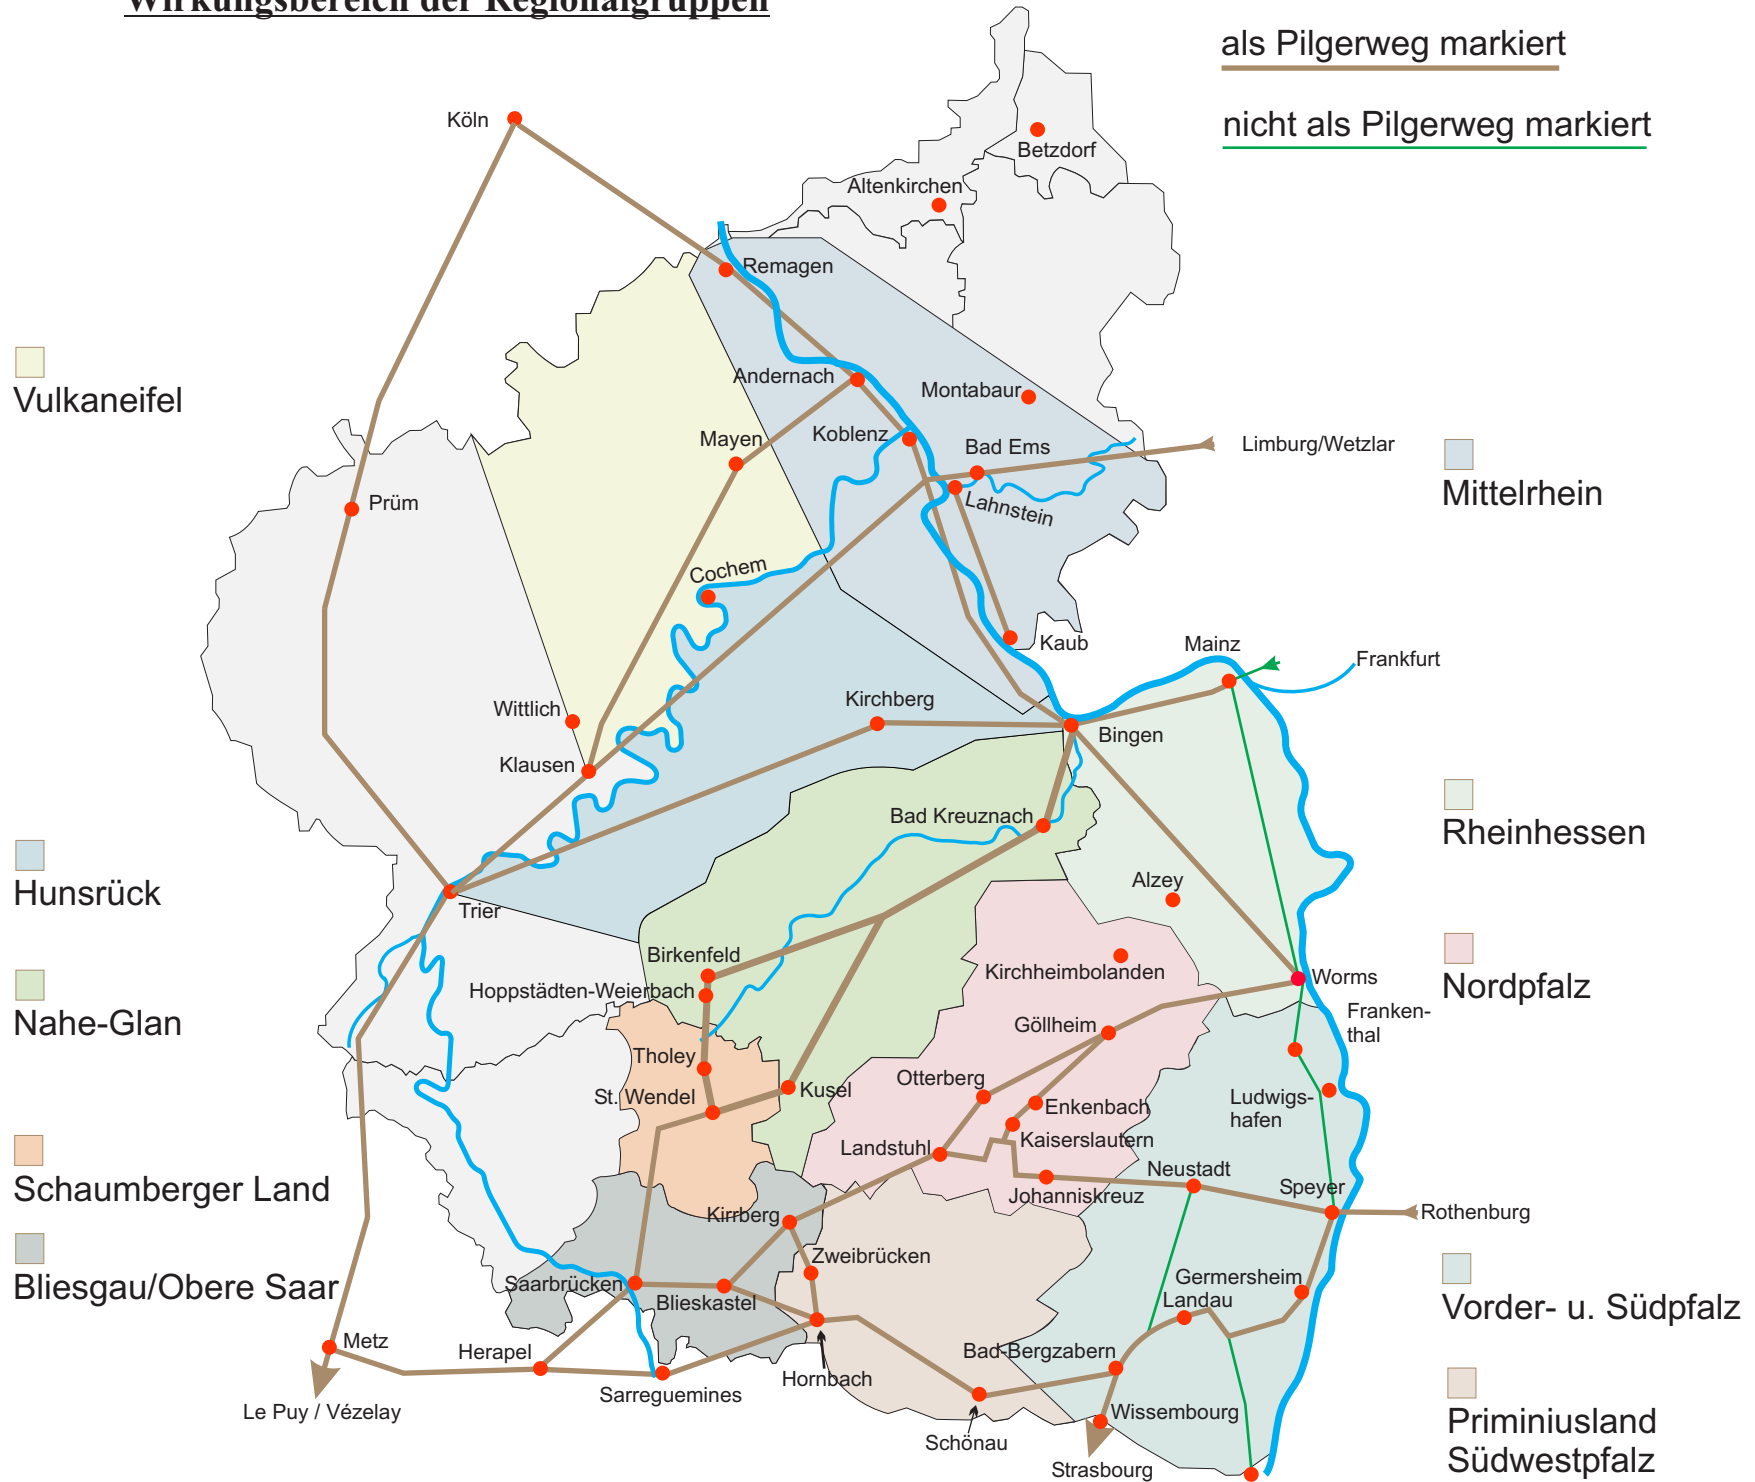 Wirkungsbereich der Regionalgruppen
als Pilgerweg markiert
nicht als Pilgerweg markiert
Köln
Betzdorf
Altenkirchen
Remagen
Andernach
Montabaur
Mayen
Koblenz
Bad Ems
Limburg/Wetzlar
Lahnstein
Prüm
Cochem
Kaub
Mainz
Frankfurt
Wittlich
Kirchberg
Bingen
Klausen
Bad Kreuznach
Alzey
Trier
Birkenfeld
Kirchheimbolanden
Worms
Hoppstädten-Weierbach
Franken-
thal
Göllheim
Tholey
Otterberg
Kusel
St. Wendel
Enkenbach
Ludwigs-
hafen
Landstuhl
Kaiserslautern
Neustadt
Speyer
Johanniskreuz
Kirrberg
Rothenburg
Zweibrücken
Saarbrücken
Blieskastel
Germersheim
Landau
Metz
Herapel
Bad-Bergzabern
Hornbach
Sarreguemines
Le Puy / Vézelay
Wissembourg
Schönau
Strasbourg
Vulkaneifel
Hunsrück
Nahe-Glan
Schaumberger Land
Bliesgau/Obere Saar
Mittelrhein
Rheinhessen
Nordpfalz
Vorder- u. Südpfalz
Priminiusland
Südwestpfalz